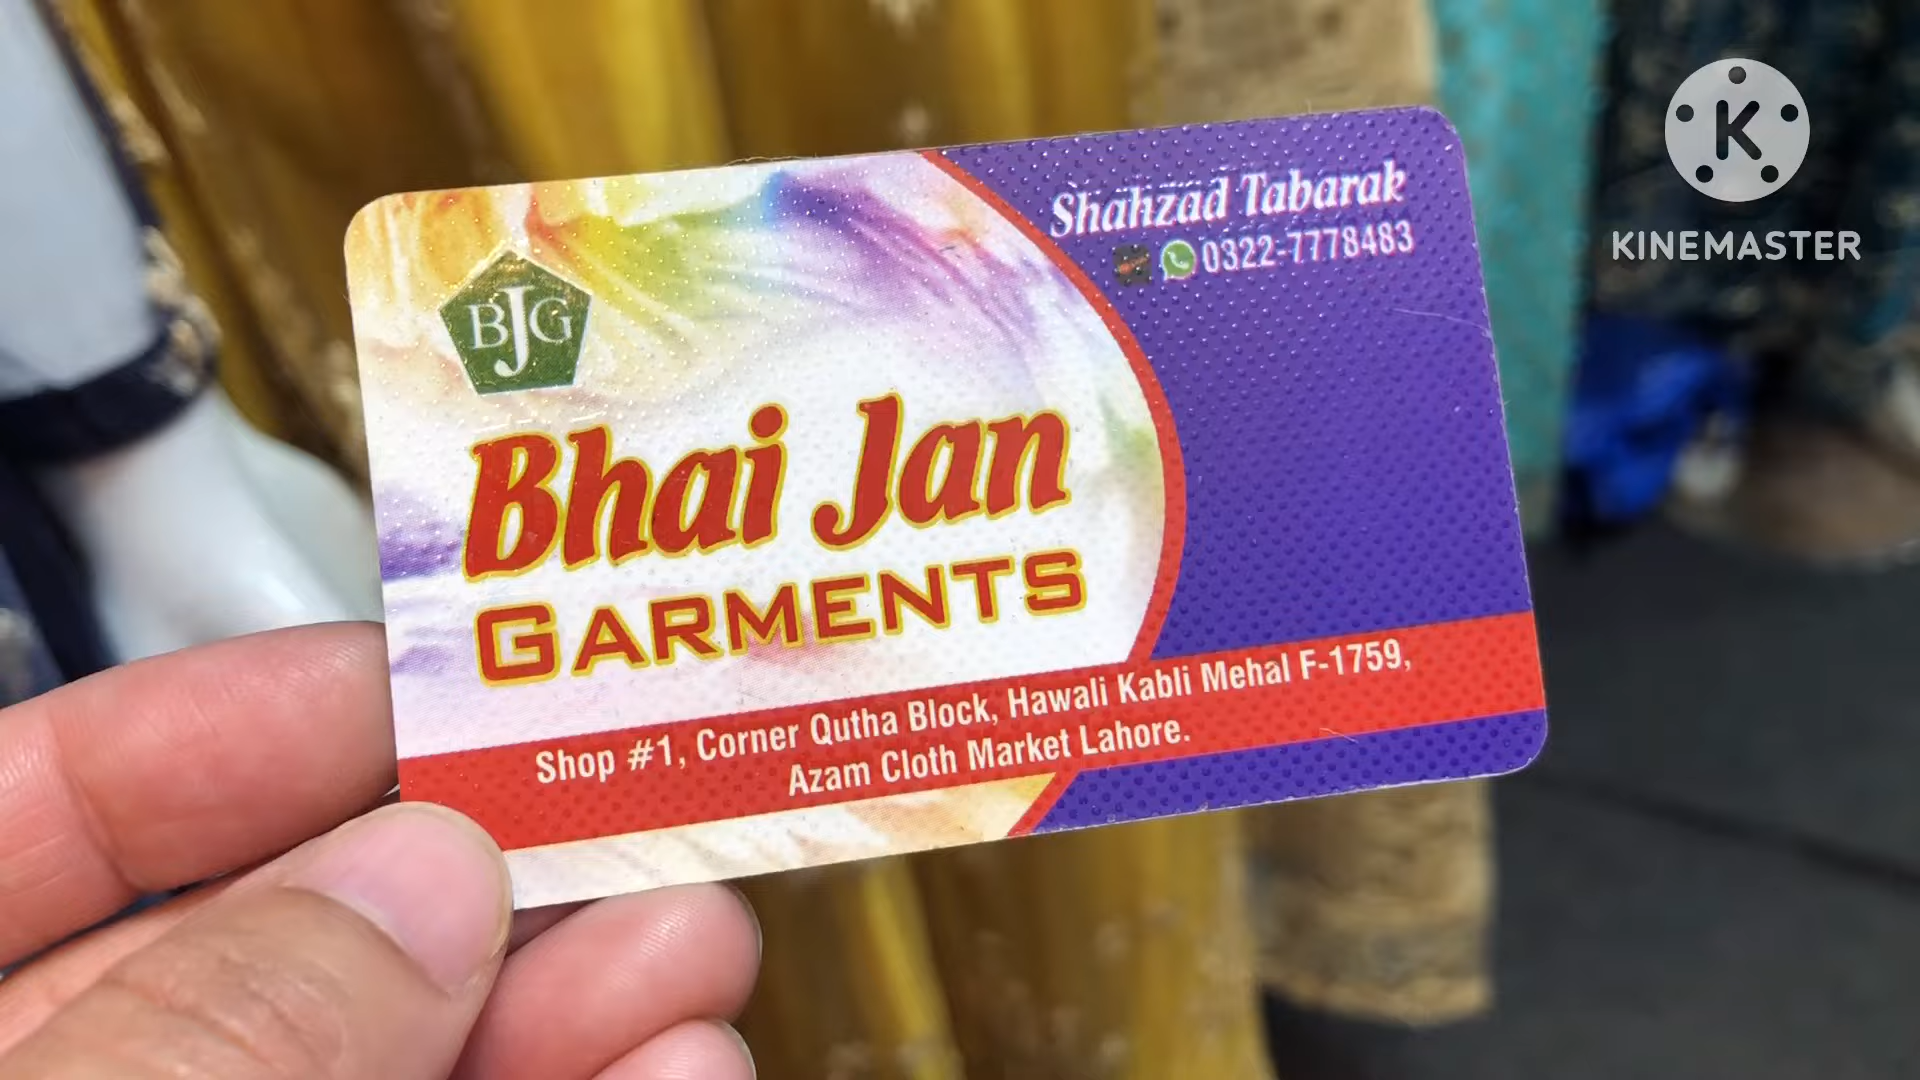 K
KINEMASTER
Shahzad Tabarak
0322-7778483
BJG
Bhai Jan
GARMENTS
Shop #1, Corner Qutha Block, Hawali Kabli Mehal F-1759,
Azam Cloth Market Lahore.